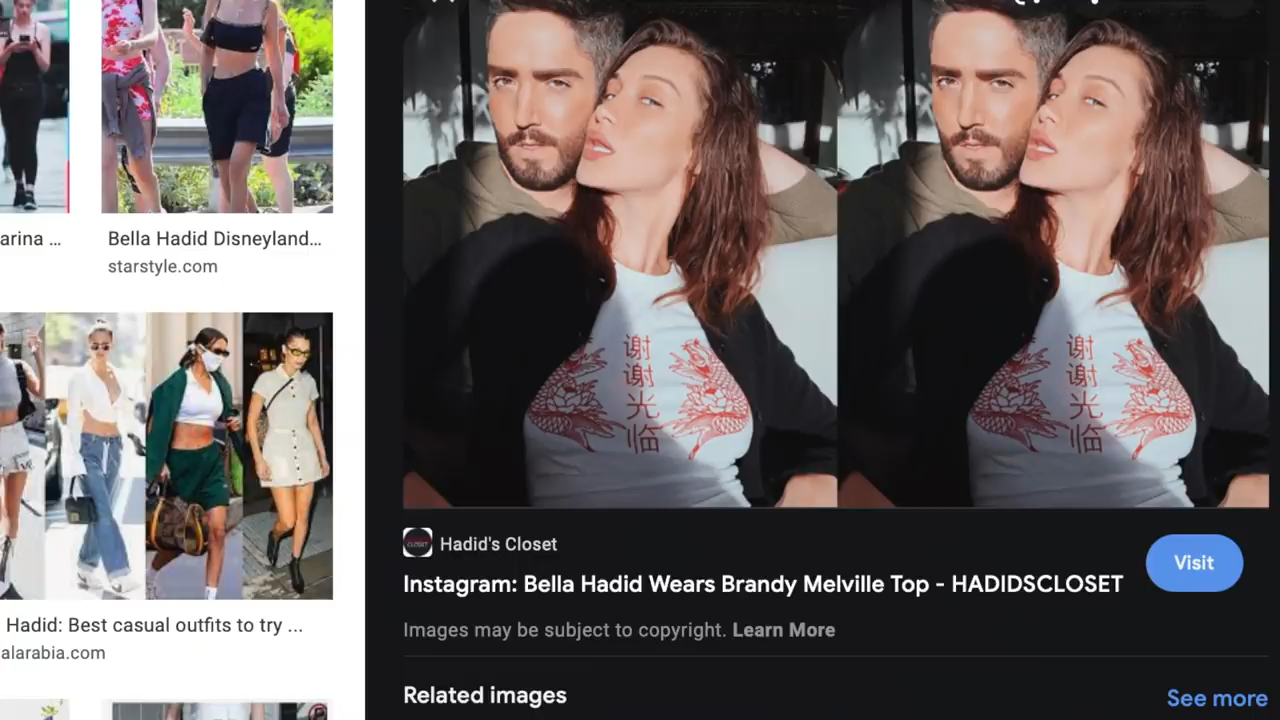 arina ...
Bella Hadid Disneyland...
starstyle.com
Hadid: Best casual outfits to try ...
alarabia.com
谢
谢
光
临
谢
谢
光
临
Hadid's Closet
Instagram: Bella Hadid Wears Brandy Melville Top - HADIDSCLOSET
Visit
Images may be subject to copyright. Learn More
Related images
See more